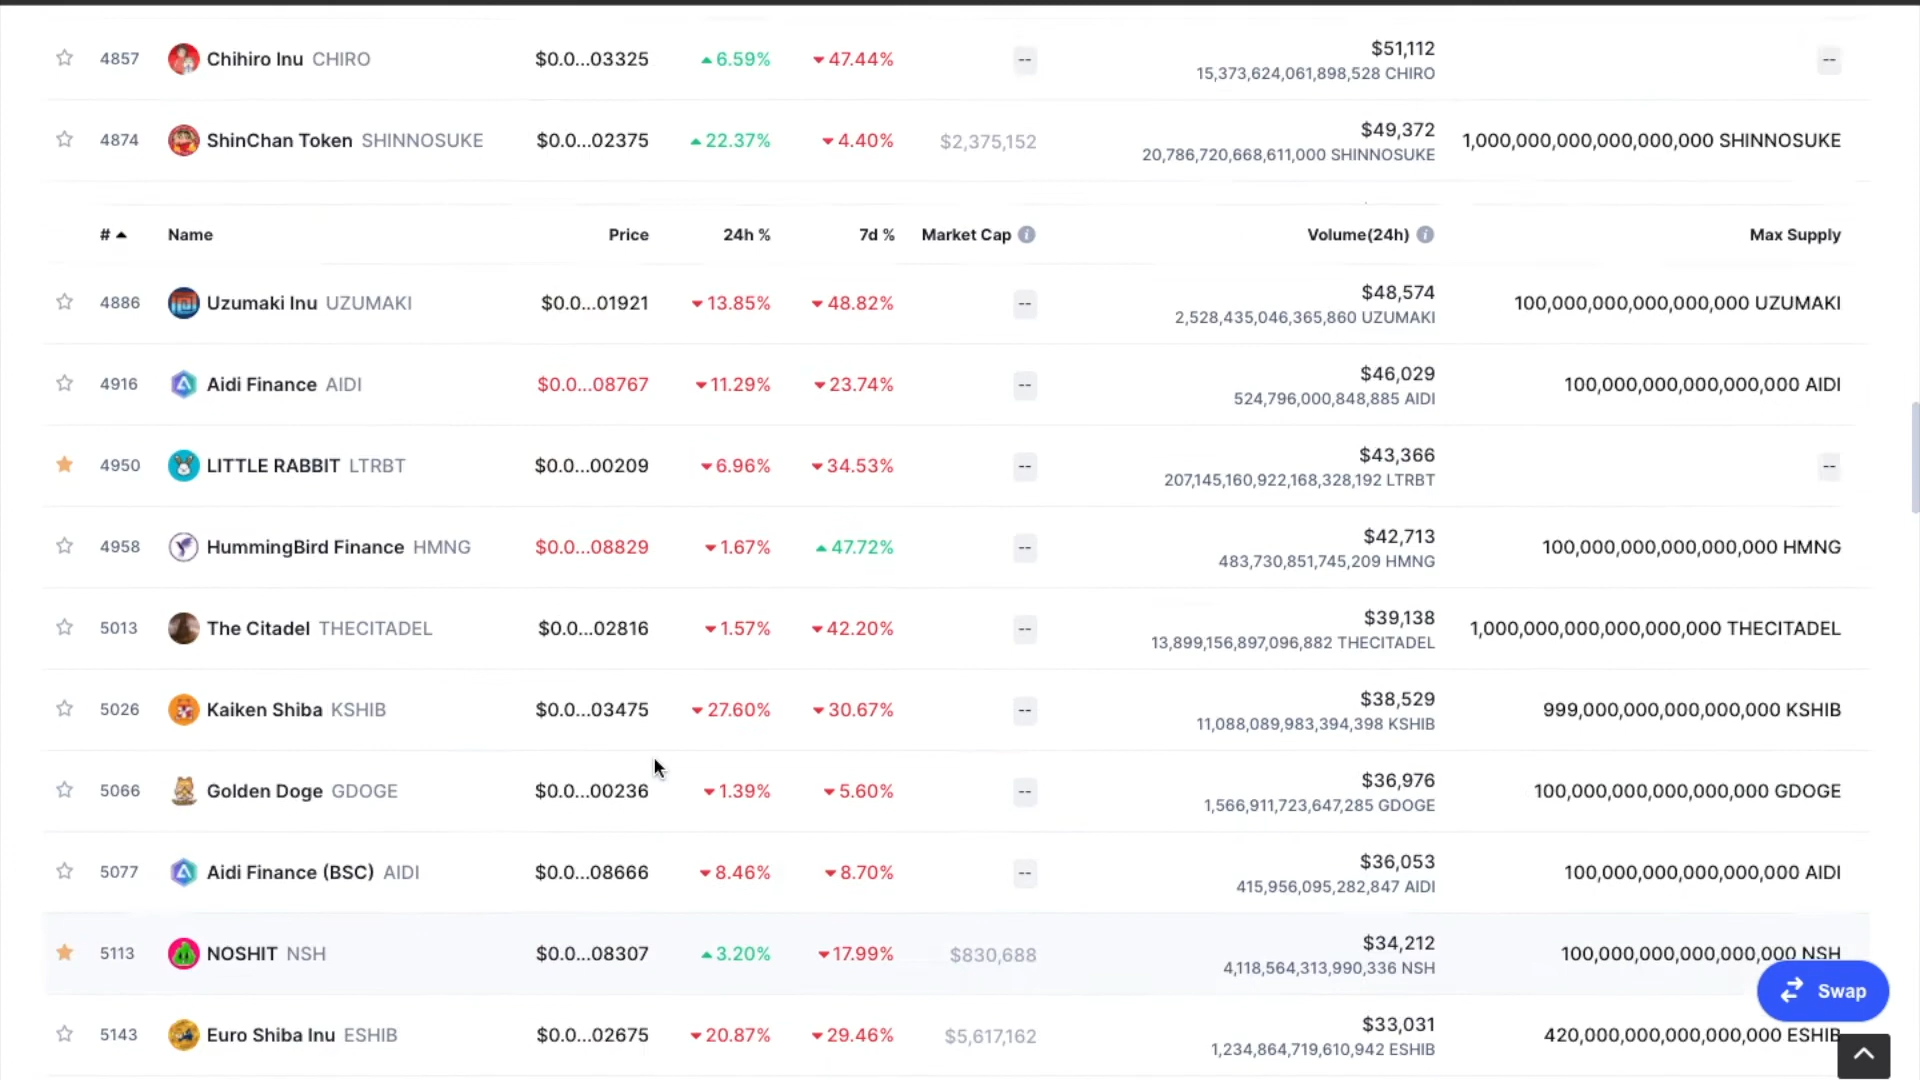 4857 Chihiro Inu CHIRO $0.0...03325 6.59% 47.44% -- $51,112 --
15,373,624,061,898,528 CHIRO
4874 ShinChan Token SHINNOSUKE $0.0...02375 22.37% 4.40% $2,375,152 $49,372 1,000,000,000,000,000,000 SHINNOSUKE
20,786,720,668,611,000 SHINNOSUKE
# Name Price 24h % 7d % Market Cap Volume(24h) Max Supply
4886 Uzumaki Inu UZUMAKI $0.0...01921 13.85% 48.82% -- $48,574 100,000,000,000,000,000 UZUMAKI
2,528,435,046,365,860 UZUMAKI
4916 Aidi Finance AIDI $0.0...08767 11.29% 23.74% -- $46,029 100,000,000,000,000,000 AIDI
524,796,000,848,885 AIDI
4950 LITTLE RABBIT LTRBT $0.0...00209 6.96% 34.53% -- $43,366 --
207,145,160,922,168,328,192 LTRBT
4958 HummingBird Finance HMNG $0.0...08829 1.67% 47.72% -- $42,713 100,000,000,000,000,000 HMNG
483,730,851,745,209 HMNG
5013 The Citadel THECITADEL $0.0...02816 1.57% 42.20% -- $39,138 1,000,000,000,000,000,000 THECITADEL
13,899,156,897,096,882 THECITADEL
5026 Kaiken Shiba KSHIB $0.0...03475 27.60% 30.67% -- $38,529 999,000,000,000,000,000 KSHIB
11,088,089,983,394,398 KSHIB
5066 Golden Doge GDOGE $0.0...00236 1.39% 5.60% -- $36,976 100,000,000,000,000,000 GDOGE
1,566,911,723,647,285 GDOGE
5077 Aidi Finance (BSC) AIDI $0.0...08666 8.46% 8.70% -- $36,053 100,000,000,000,000,000 AIDI
415,956,095,282,847 AIDI
5113 NOSHIT NSH $0.0...08307 3.20% 17.99% $830,688 $34,212 100,000,000,000,000,000 NSH
4,118,564,313,990,336 NSH
Swap
5143 Euro Shiba Inu ESHIB $0.0...02675 20.87% 29.46% $5,617,162 $33,031 420,000,000,000,000,000 ESHIB
1,234,864,719,610,942 ESHIB